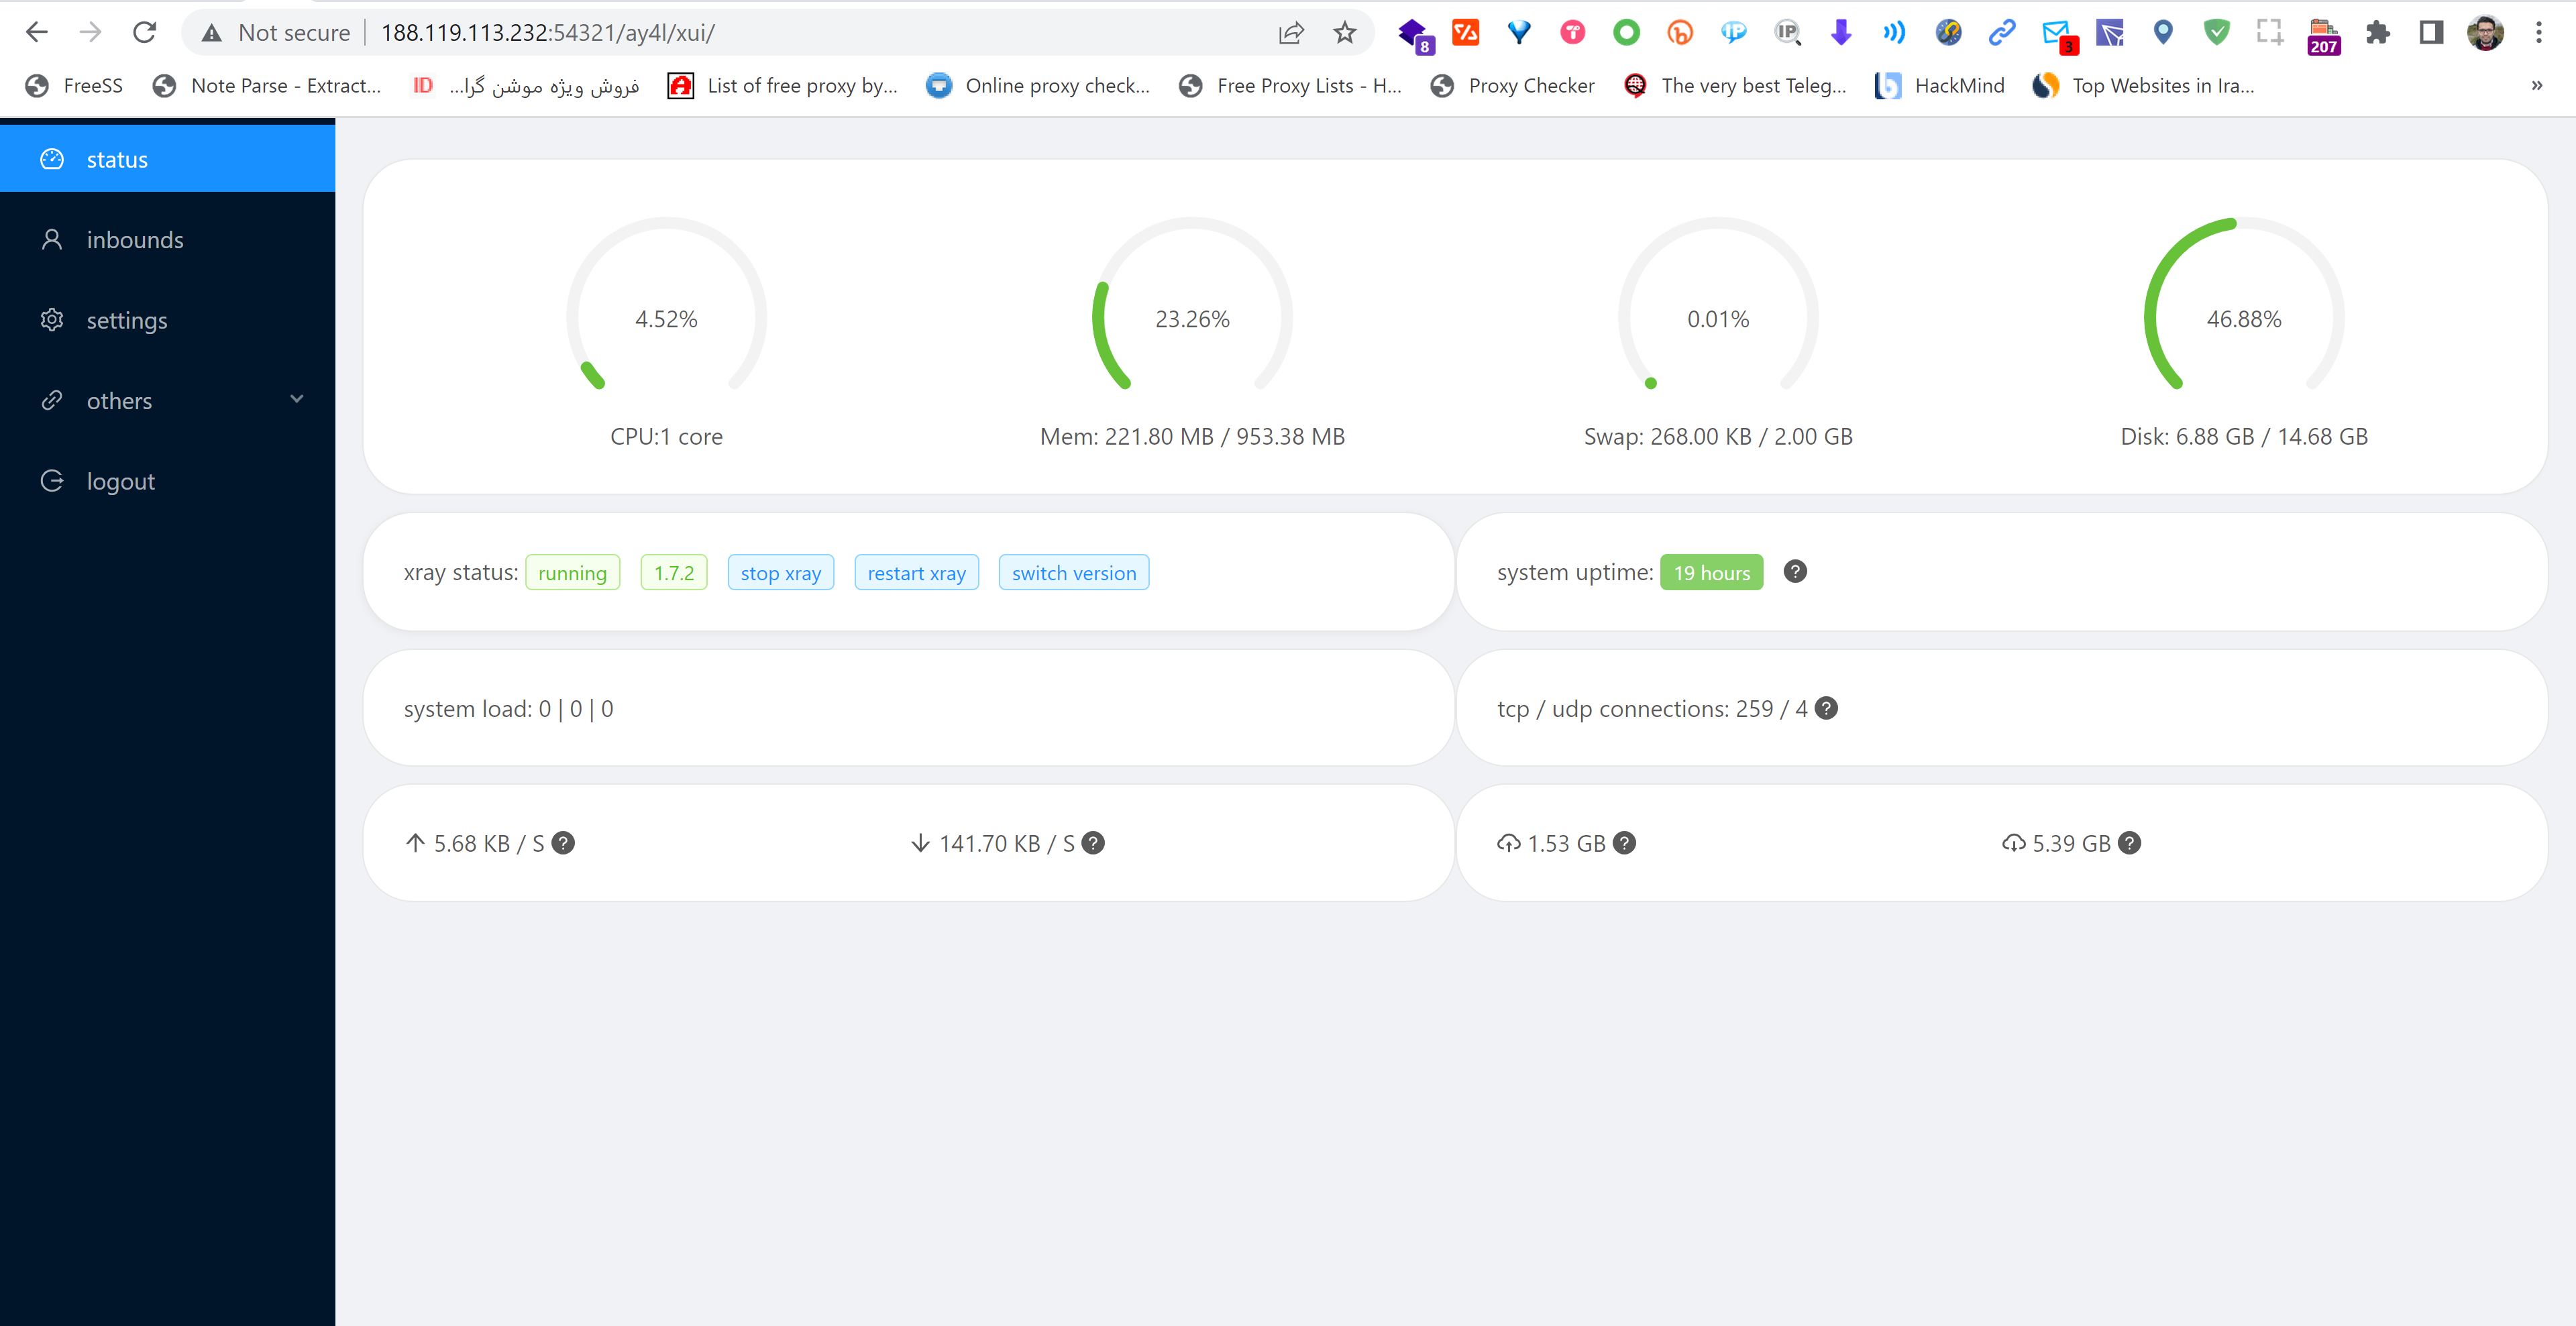 Not secure | 188.119.113.232:54321/ay4l/xui/
8
3
207
FreeSS Note Parse - Extract... ID فروش ویژه موشن گرا... List of free proxy by... Online proxy check... Free Proxy Lists - H... Proxy Checker The very best Teleg... HackMind Top Websites in Ira... »
status
inbounds
settings
others
logout
4.52% 23.26% 0.01% 46.88%
CPU:1 core Mem: 221.80 MB / 953.38 MB Swap: 268.00 KB / 2.00 GB Disk: 6.88 GB / 14.68 GB
xray status: running 1.7.2 stop xray restart xray switch version
system uptime: 19 hours ?
system load: 0 | 0 | 0
tcp / udp connections: 259 / 4 ?
↑ 5.68 KB / S ? ↓ 141.70 KB / S ?
1.53 GB ? 5.39 GB ?